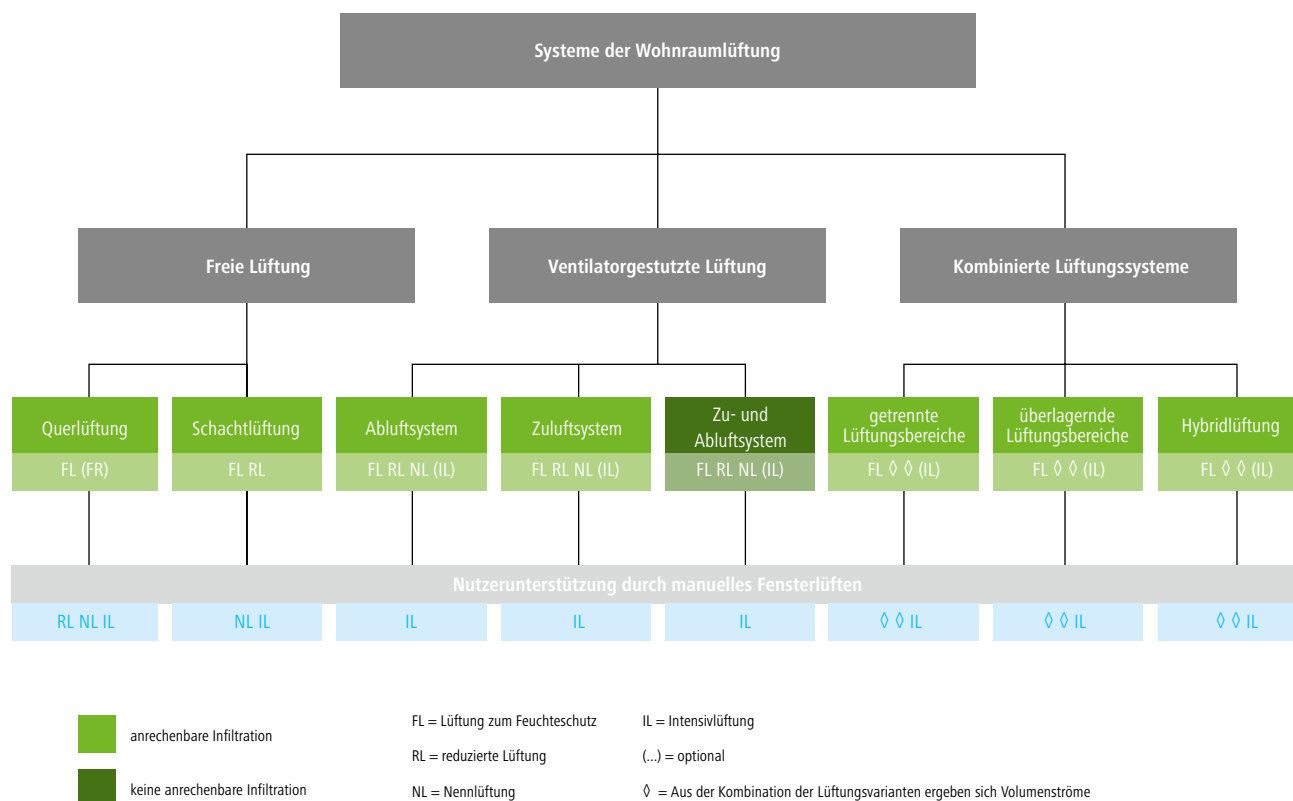 Systeme der Wohnraumlüftung
Freie Lüftung
Ventilatorgestutzte Lüftung
Kombinierte Lüftungssysteme
Querlüftung
FL (FR)
Schachtlüftung
FL RL
Abluftsystem
FL RL NL (IL)
Zuluftsystem
FL RL NL (IL)
Zu- und
Abluftsystem
FL RL NL (IL)
getrennte
Lüftungsbereiche
FL ◊ ◊ (IL)
überlagernde
Lüftungsbereiche
FL ◊ ◊ (IL)
Hybridlüftung
FL ◊ ◊ (IL)
Nutzerunterstützung durch manuelles Fensterlüften
RL NL IL
NL IL
IL
IL
IL
◊ ◊ IL
◊ ◊ IL
◊ ◊ IL
anrechenbare Infiltration
keine anrechenbare Infiltration
FL = Lüftung zum Feuchteschutz
RL = reduzierte Lüftung
NL = Nennlüftung
IL = Intensivlüftung
(...) = optional
◊ = Aus der Kombination der Lüftungsvarianten ergeben sich Volumenströme